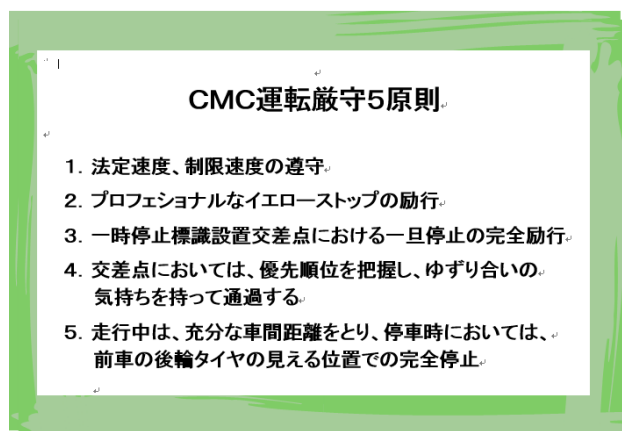 CMC運転厳守5原則
1. 法定速度、制限速度の遵守
2. プロフェショナルなイエローストップの励行
3. 一時停止標識設置交差点における一旦停止の完全励行
4. 交差点においては、優先順位を把握し、ゆずり合いの
気持ちを持って通過する
5. 走行中は、充分な車間距離をとり、停車時においては、
前車の後輪タイヤの見える位置での完全停止